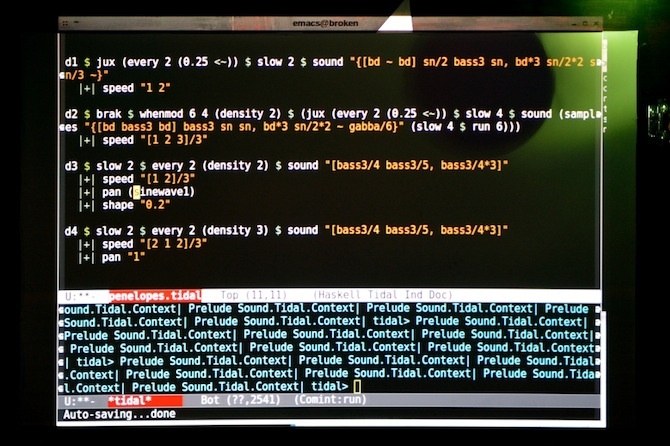 emacs@broken
d1 $ jux (every 2 (0.25 <~)) $ slow 2 $ sound "{[bd ~ bd] sn/2 bass3 sn, bd*3 sn/2*2 s
n/3 ~}"
|+| speed "1 2"
d2 $ brak $ whenmod 6 4 (density 2) $ (jux (every 2 (0.25 <~)) $ slow 4 $ sound (sampl
es "{[bd bass3 bd] bass3 sn sn, bd*3 sn/2*2 ~ gabba/6}" (slow 4 $ run 6)))
|+| speed "[1 2 3]/3"
d3 $ slow 2 $ every 2 (density 2) $ sound "[bass3/4 bass3/5, bass3/4*3]"
|+| speed "[1 2]/3"
|+| pan (sinewave1)
|+| shape "0.2"
d4 $ slow 2 $ every 2 (density 3) $ sound "[bass3/4 bass3/5, bass3/4*3]"
|+| speed "[2 1 2]/3"
|+| pan "1"
U:**- penelopes.tidal Top (11,11) (Haskell Tidal Ind Doc)
ound.Tidal.Context| Prelude Sound.Tidal.Context| Prelude Sound.Tidal.Context| Prelude
Sound.Tidal.Context| Prelude Sound.Tidal.Context| tidal> Prelude Sound.Tidal.Context|
Prelude Sound.Tidal.Context| Prelude Sound.Tidal.Context| Prelude Sound.Tidal.Context|
Prelude Sound.Tidal.Context| Prelude Sound.Tidal.Context| Prelude Sound.Tidal.Context
| tidal> Prelude Sound.Tidal.Context| Prelude Sound.Tidal.Context| Prelude Sound.Tidal
.Context| Prelude Sound.Tidal.Context| Prelude Sound.Tidal.Context| Prelude Sound.Tida
l.Context| Prelude Sound.Tidal.Context| tidal>
U:**- *tidal* Bot (??,2541) (Comint:run)
Auto-saving...done